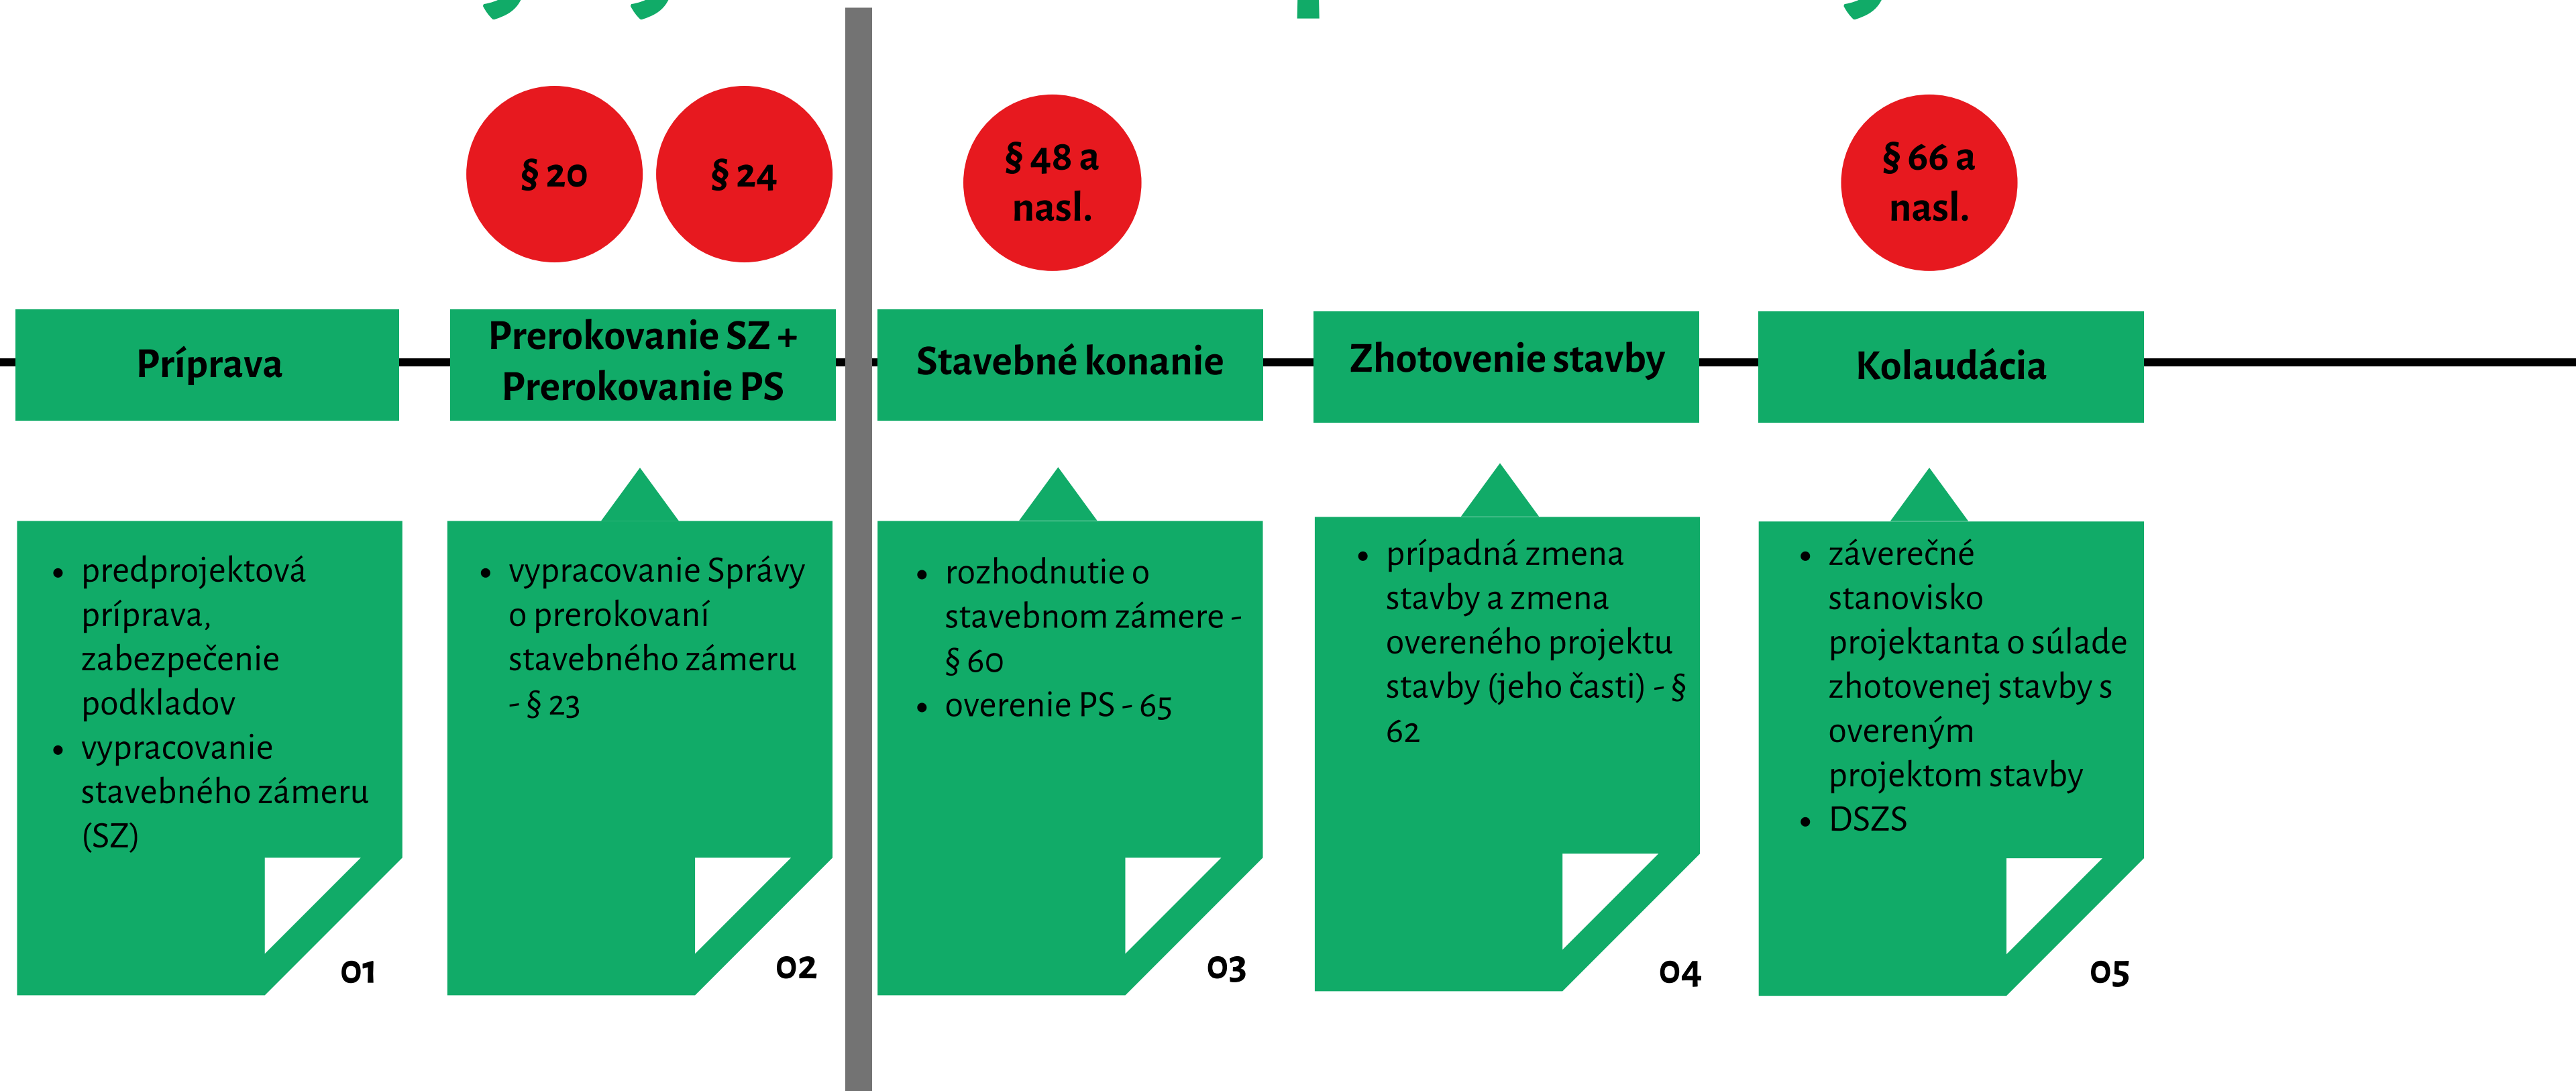 § 20
§ 24
§ 48 a
nasl.
§ 66 a
nasl.
Príprava
Prerokovanie SZ +
Prerokovanie PS
Stavebné konanie
Zhotovenie stavby
Kolaudácia
• predprojektová
príprava,
zabezpečenie
podkladov
• vypracovanie
stavebného zámeru
(SZ)
01
• vypracovanie Správy
o prerokovaní
stavebného zámeru
- § 23
02
• rozhodnutie o
stavebnom zámere -
§ 60
• overenie PS - 65
03
• prípadná zmena
stavby a zmena
overeného projektu
stavby (jeho časti) - §
62
04
• záverečné
stanovisko
projektanta o súlade
zhotovenej stavby s
overeným
projektom stavby
• DSZS
05